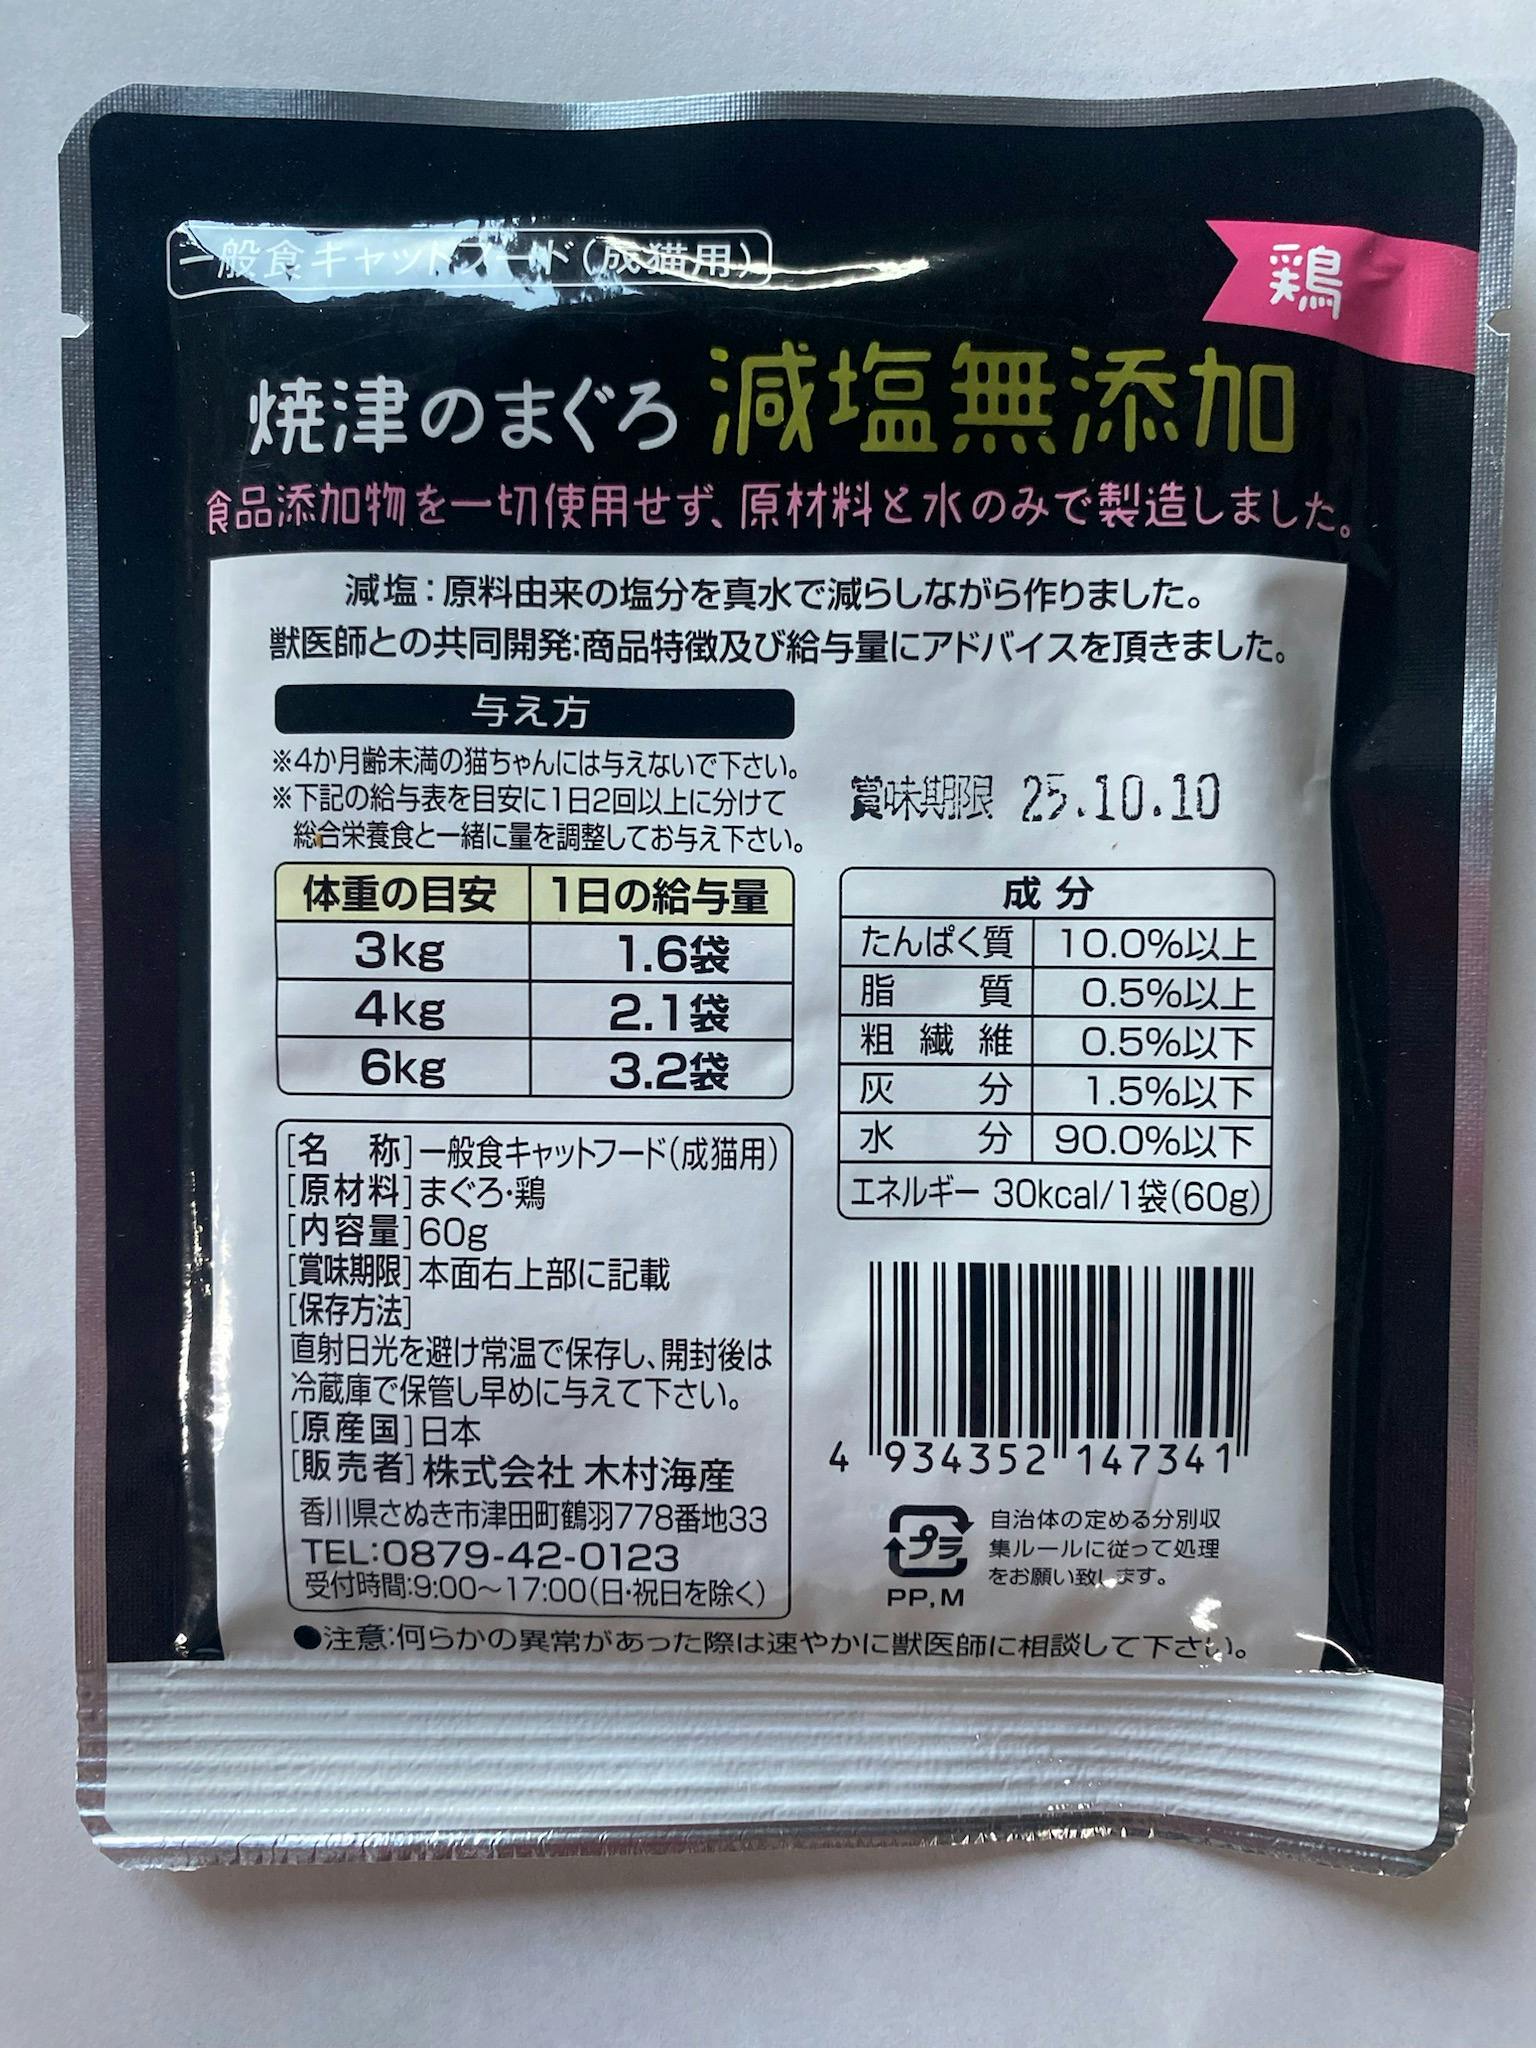 一般食キャットフード(成猫用)
鶏
焼津のまぐろ 減塩無添加
食品添加物を一切使用せず、原材料と水のみで製造しました。
減塩:原料由来の塩分を真水で減らしながら作りました。
獣医師との共同開発:商品特徴及び給与量にアドバイスを頂きました。
与え方
※4か月齢未満の猫ちゃんには与えないで下さい。
※下記の給与表を目安に1日2回以上に分けて
総合栄養食と一緒に量を調整してお与え下さい。
体重の目安 1日の給与量
3kg 1.6袋
4kg 2.1袋
6kg 3.2袋
[名 称]一般食キャットフード(成猫用)
[原材料]まぐろ・鶏
[内容量]60g
[賞味期限]本面右上部に記載
[保存方法]
直射日光を避け常温で保存し、開封後は
冷蔵庫で保管し早めに与えて下さい。
[原産国]日本
[販売者]株式会社 木村海産
香川県さぬき市津田町鶴羽778番地33
TEL:0879-42-0123
受付時間:9:00～17:00(日・祝日を除く)
賞味期限 25.10.10
成分
たんぱく質 10.0%以上
脂質 0.5%以上
粗繊維 0.5%以下
灰分 1.5%以下
水分 90.0%以下
エネルギー 30kcal/1袋(60g)
4 934352 147341
プラ
PP,M
自治体の定める分別収
集ルールに従って処理
をお願い致します。
●注意:何らかの異常があった際は速やかに獣医師に相談して下さい。